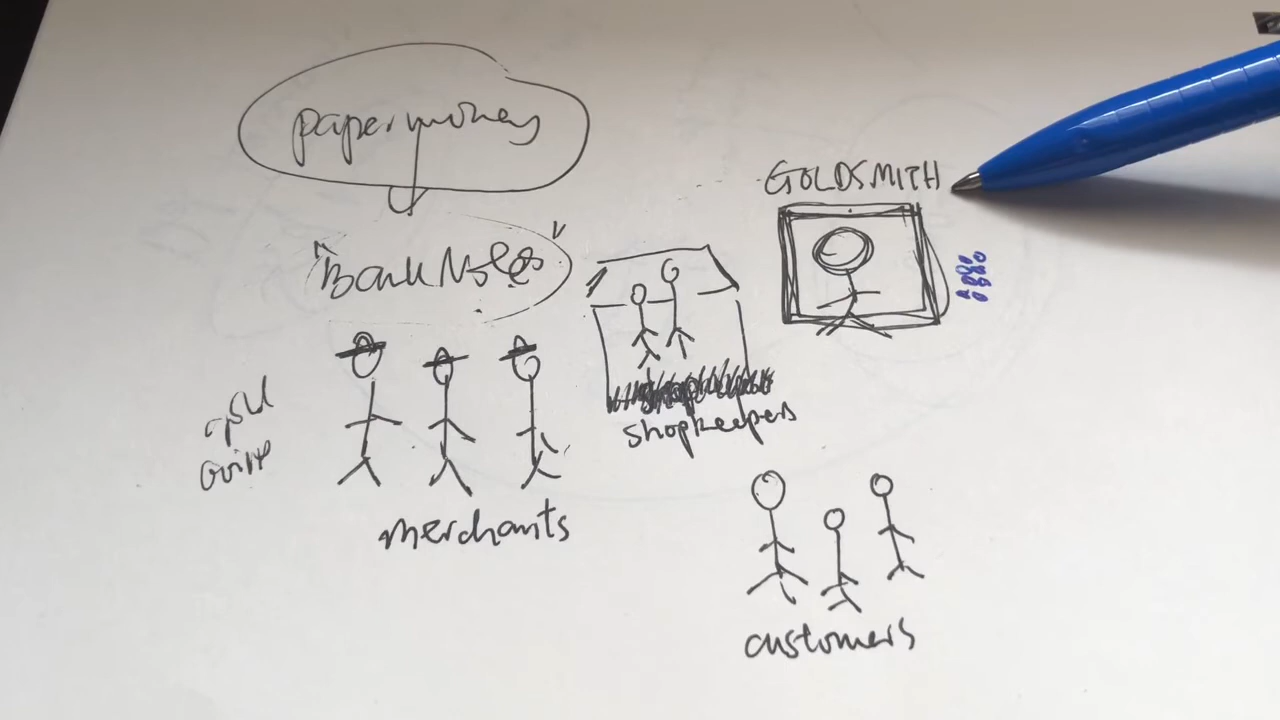 paper money
"Bank Notes"
GOLDSMITH
shopkeepers
merchants
customers